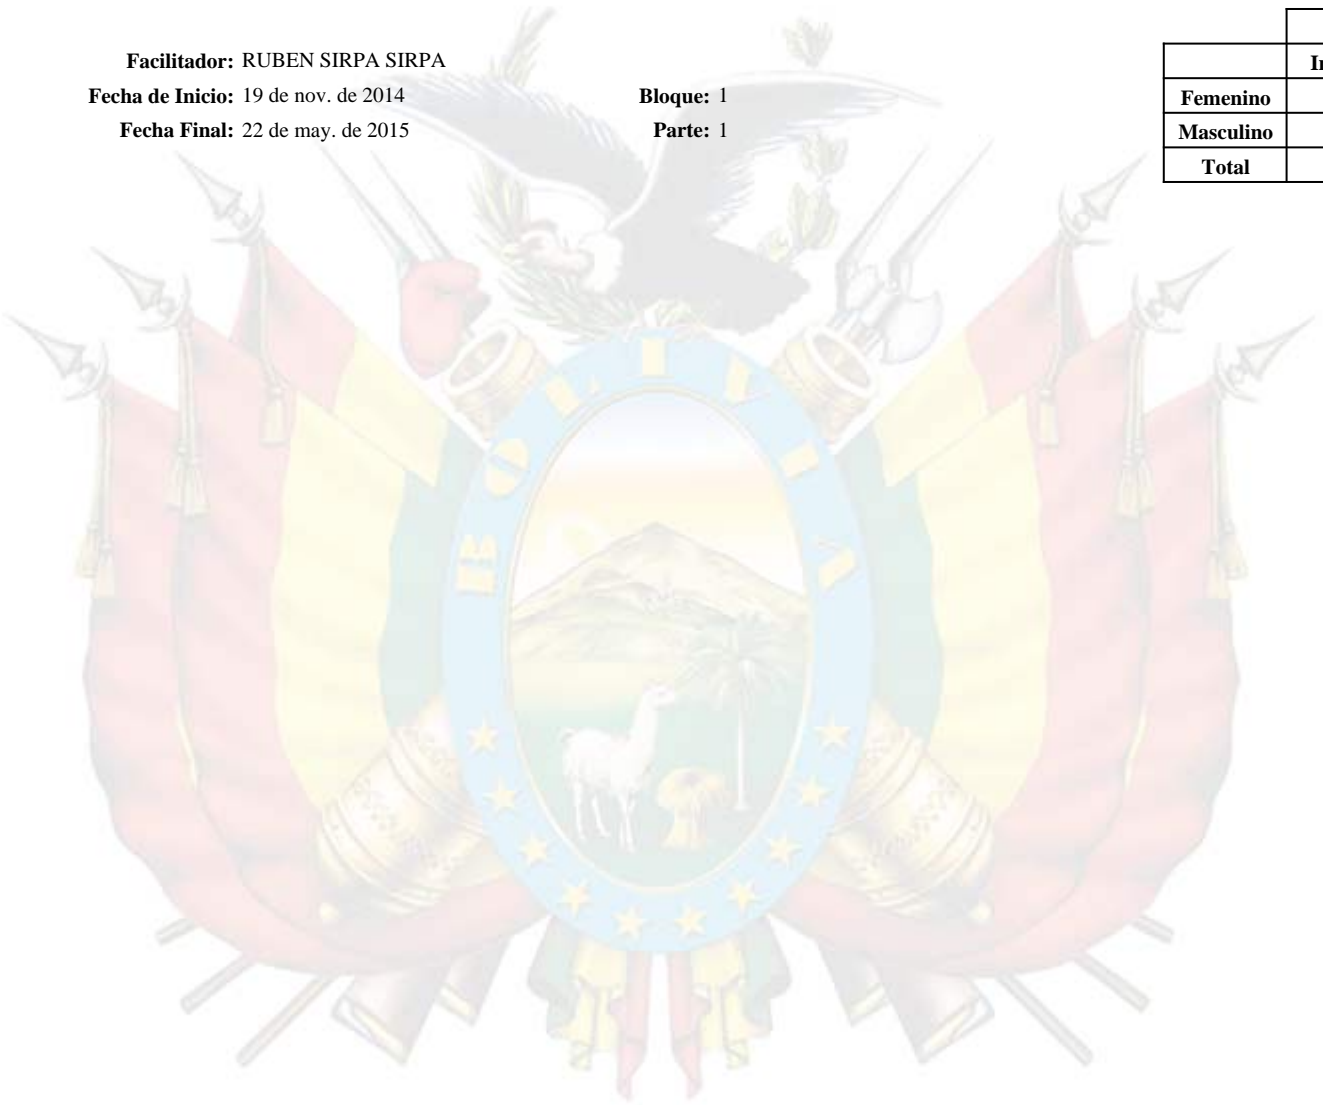 Facilitador: RUBEN SIRPA SIRPA
Fecha de Inicio: 19 de nov. de 2014
Bloque: 1
Fecha Final: 22 de may. de 2015
Parte: 1
Femenino
Masculino
Total
BOLIVIA